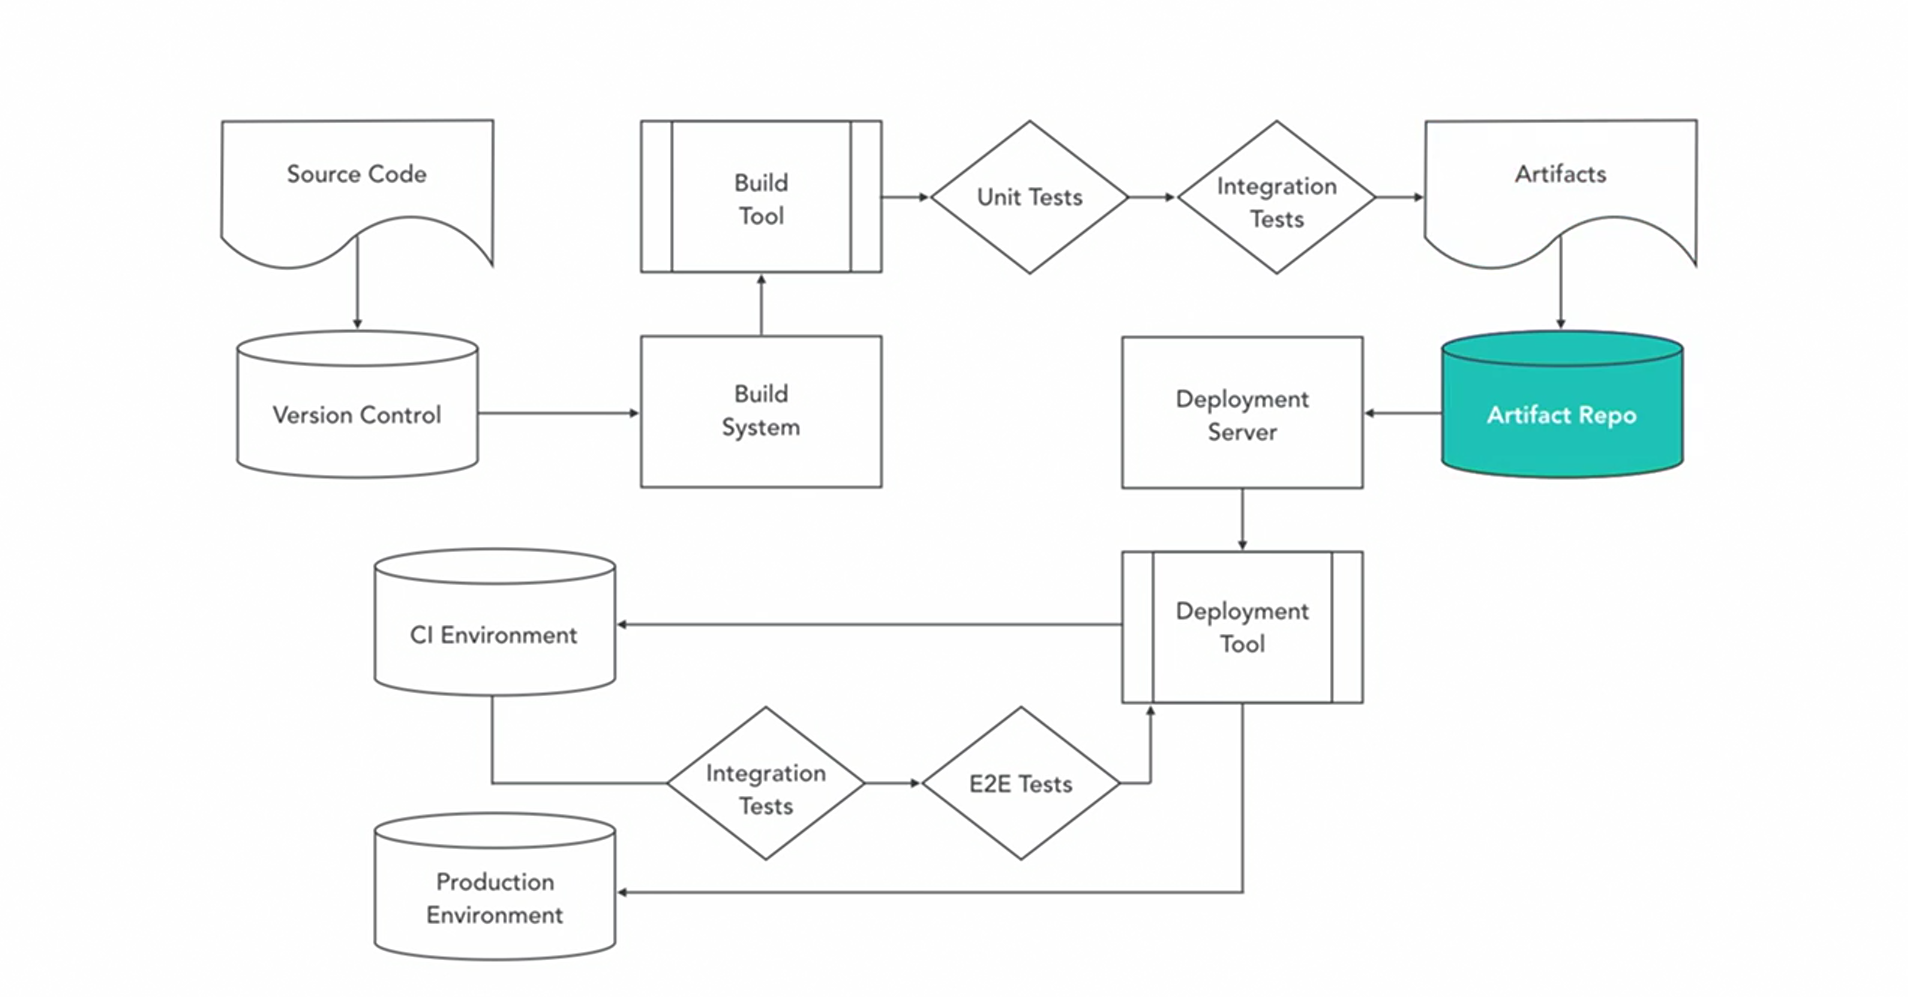 Source Code
Build
Tool
Unit Tests
Integration
Tests
Artifacts
Version Control
Build
System
Deployment
Server
Artifact Repo
CI Environment
Deployment
Tool
Integration
Tests
E2E Tests
Production
Environment